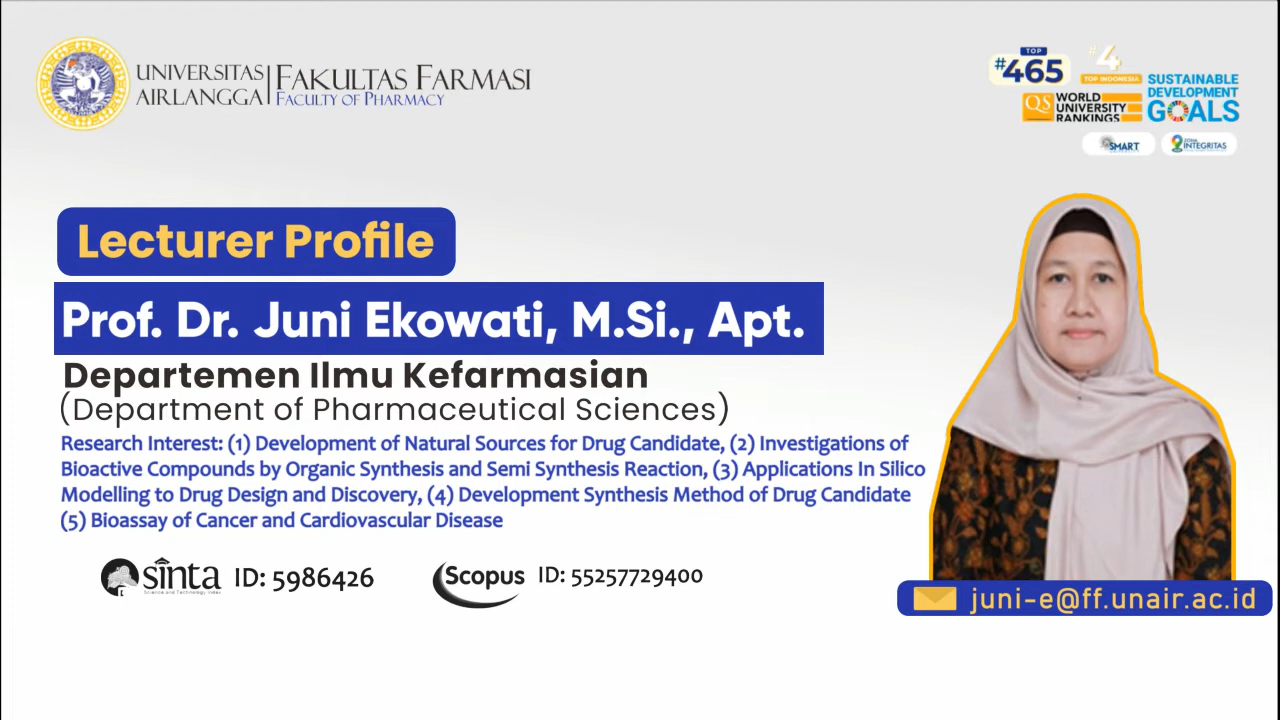 UNIVERSITAS AIRLANGGA
FAKULTAS FARMASI
FACULTY OF PHARMACY
TOP
#465
#4
TOP INDONESIA
QS WORLD UNIVERSITY RANKINGS
SUSTAINABLE DEVELOPMENT GOALS
SMART
INTEGRITAS
Lecturer Profile
Prof. Dr. Juni Ekowati, M.Si., Apt.
Departemen Ilmu Kefarmasian
(Department of Pharmaceutical Sciences)
Research Interest: (1) Development of Natural Sources for Drug Candidate, (2) Investigations of
Bioactive Compounds by Organic Synthesis and Semi Synthesis Reaction, (3) Applications In Silico
Modelling to Drug Design and Discovery, (4) Development Synthesis Method of Drug Candidate
(5) Bioassay of Cancer and Cardiovascular Disease
sinta ID: 5986426
Science and Technology Index
Scopus ID: 55257729400
juni-e@ff.unair.ac.id